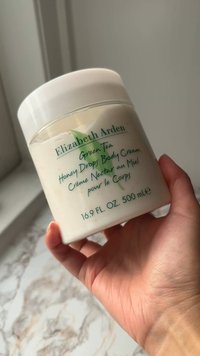 Elizabeth Arden
Green Tea
Honey Drops Body Cream
Crème Nectar au Miel
pour le Corps
16.9 FL. OZ. 500 mL ℮